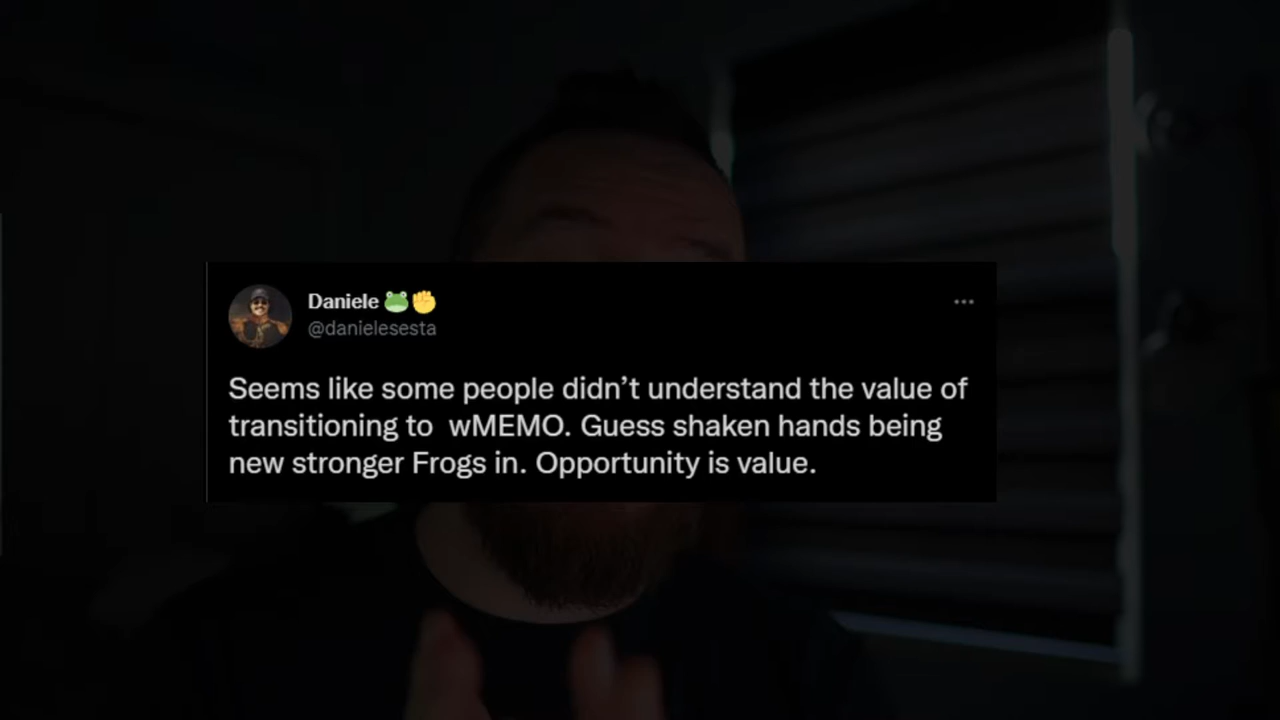 Daniele 🐸✊
@danielesesta
Seems like some people didn’t understand the value of
transitioning to  wMEMO. Guess shaken hands being
new stronger Frogs in. Opportunity is value.